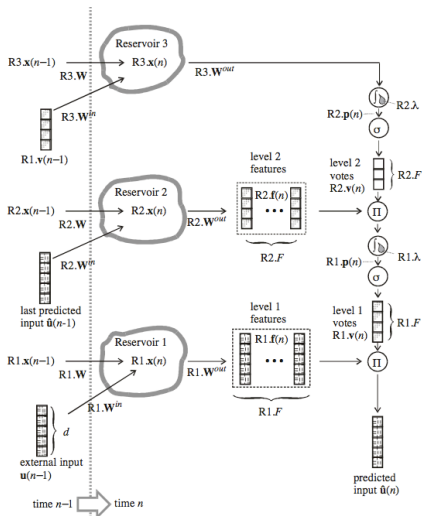 Reservoir 3
R3.x(n–1)
R3.x(n)
R3.W
R3.W^out
R3.W^in
R1.v(n–1)
R2.λ
R2.p(n)
σ
Reservoir 2
level 2
features
level 2
votes
R2.v(n)
R2.F
R2.x(n–1)
R2.x(n)
R2.f(n)
...
R2.W
R2.W^out
Π
R2.W^in
R2.F
R1.λ
R1.p(n)
σ
last predicted
input û(n-1)
Reservoir 1
level 1
features
level 1
votes
R1.v(n)
R1.F
R1.x(n–1)
R1.x(n)
R1.f(n)
...
R1.W
R1.W^out
Π
R1.W^in
R1.F
d
external input
u(n–1)
predicted
input û(n)
time n–1
time n